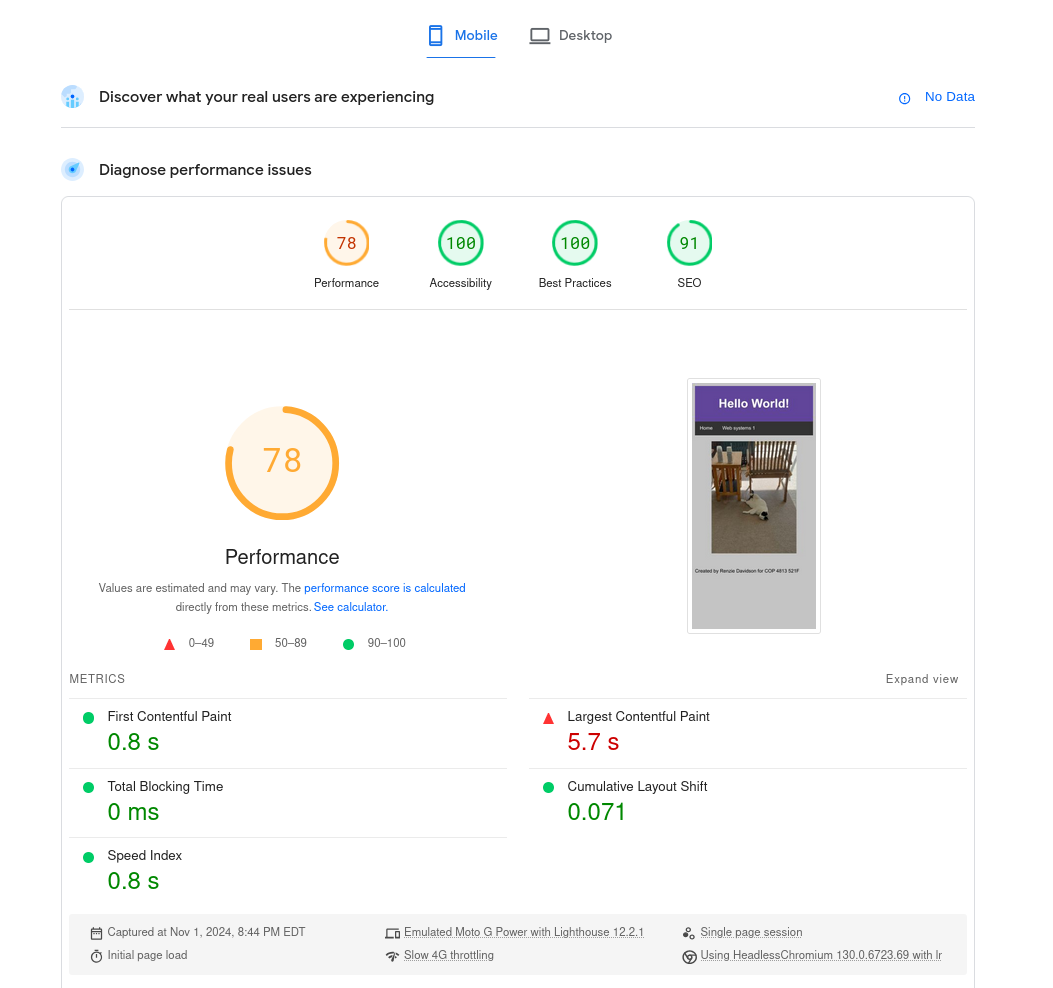 Mobile Desktop
Discover what your real users are experiencing No Data
Diagnose performance issues
78 100 100 91
Performance Accessibility Best Practices SEO
Hello World!
Home Web systems 1
78
Performance
Values are estimated and may vary. The performance score is calculated
directly from these metrics. See calculator.
Created by Renzie Davidson for COP 4813 521F
0–49 50–89 90–100
METRICS Expand view
First Contentful Paint Largest Contentful Paint
0.8 s 5.7 s
Total Blocking Time Cumulative Layout Shift
0 ms 0.071
Speed Index
0.8 s
Captured at Nov 1, 2024, 8:44 PM EDT Emulated Moto G Power with Lighthouse 12.2.1 Single page session
Initial page load Slow 4G throttling Using HeadlessChromium 130.0.6723.69 with lr